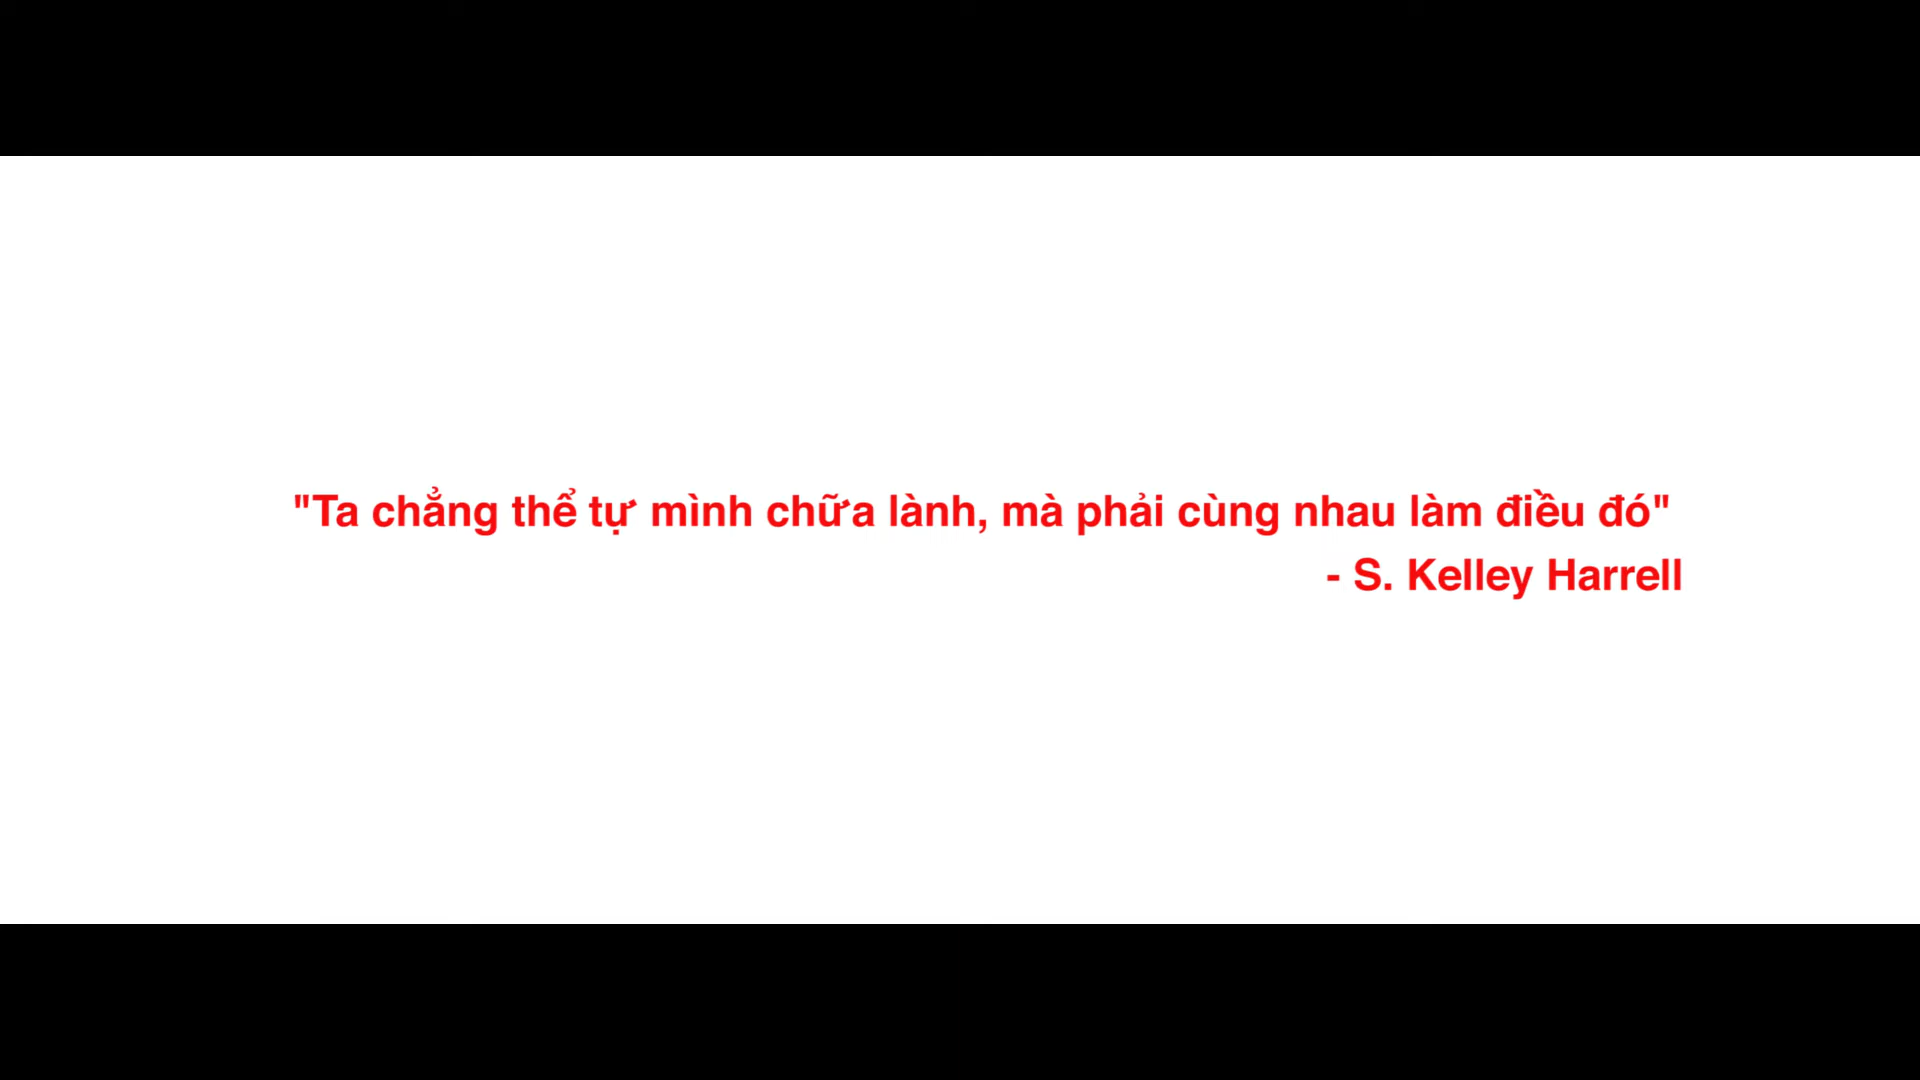 "Ta chẳng thể tự mình chữa lành, mà phải cùng nhau làm điều đó"
- S. Kelley Harrell